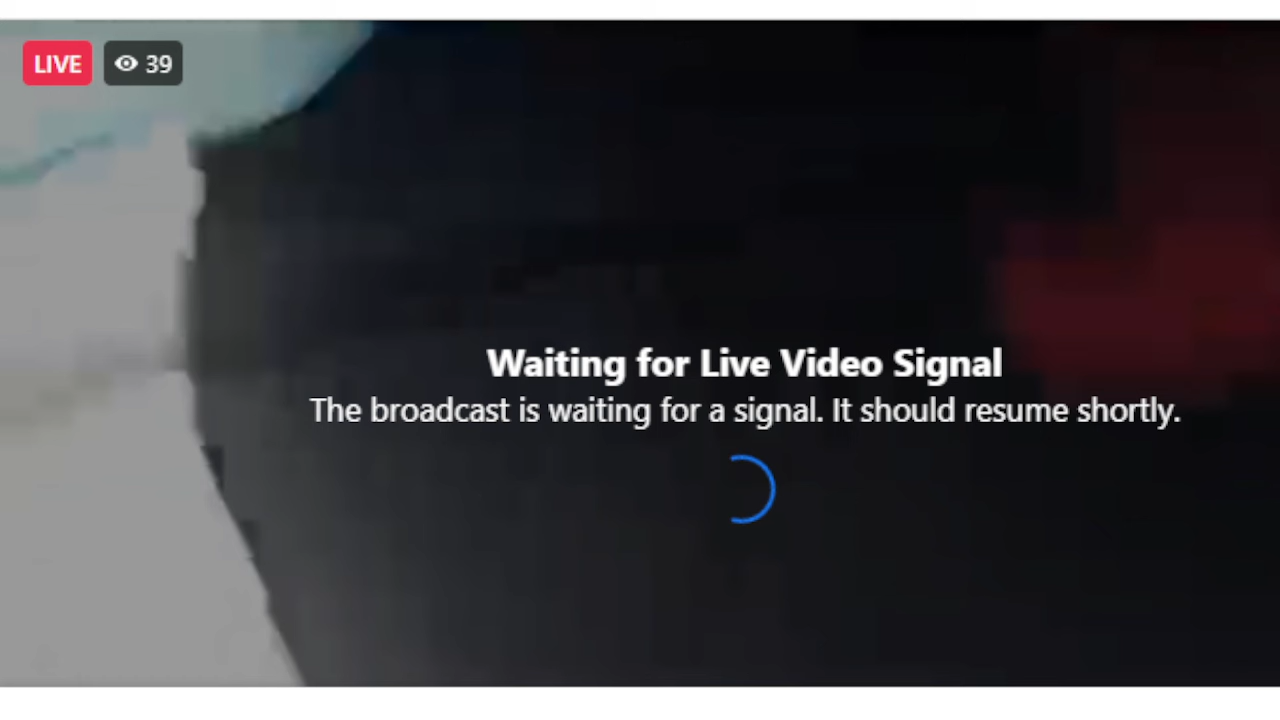 LIVE 39
Waiting for Live Video Signal
The broadcast is waiting for a signal. It should resume shortly.